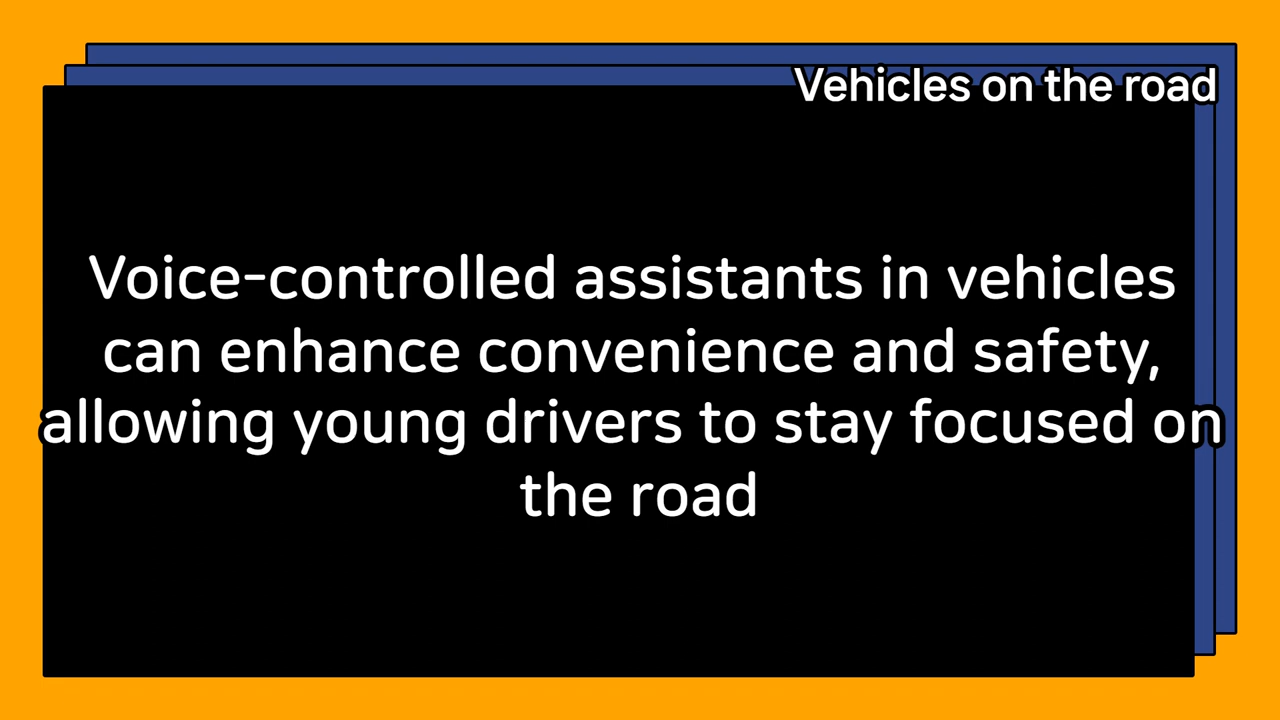 Vehicles on the road
Voice-controlled assistants in vehicles
can enhance convenience and safety,
allowing young drivers to stay focused on
the road